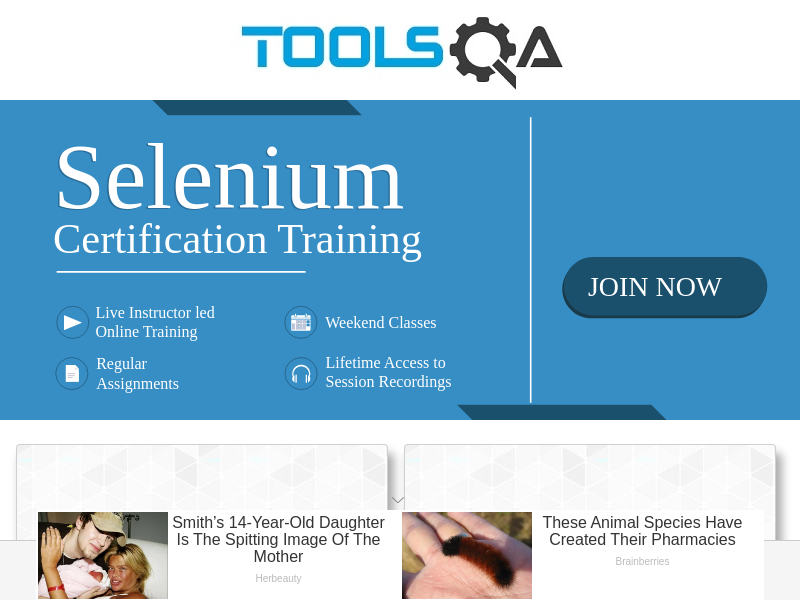 TOOLSQA
Selenium
Certification Training
Live Instructor led
Online Training
Weekend Classes
Regular
Assignments
Lifetime Access to
Session Recordings
JOIN NOW
Smith’s 14-Year-Old Daughter
Is The Spitting Image Of The
Mother
Herbeauty
These Animal Species Have
Created Their Pharmacies
Brainberries